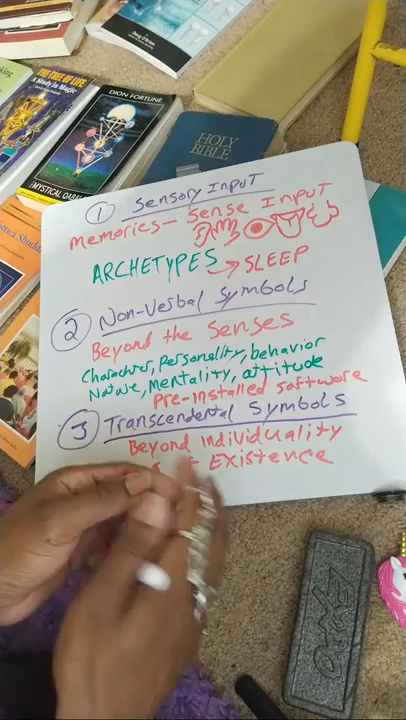 Doug O'Brien
THE TREE OF LIFE
A Study in Magic
DION FORTUNE
MYSTICAL QABALAH
HOLY
BIBLE
① Sensory InpuT
memories - Sense InpuT
ARCHETYPES → SLEEP
② Non-Verbal Symbols
Beyond the Senses
Character, Personality, behavior
Nature, Mentality, attitude
Pre-installed software
③ Transcendental Symbols
Beyond individuality
Existence
EXPO